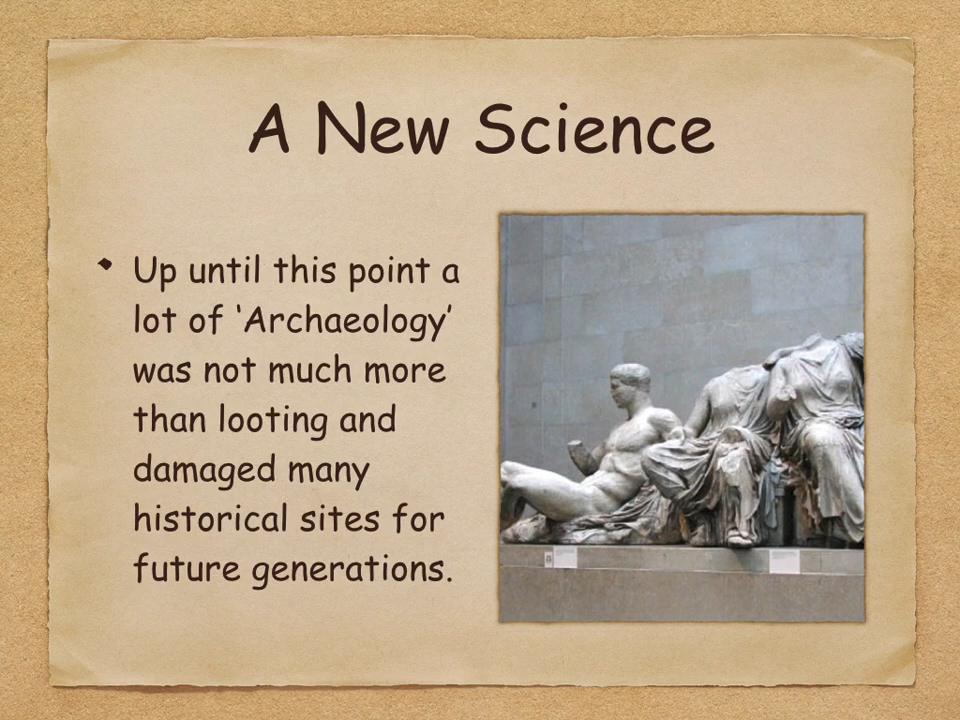 A New Science
Up until this point a
lot of ‘Archaeology’
was not much more
than looting and
damaged many
historical sites for
future generations.